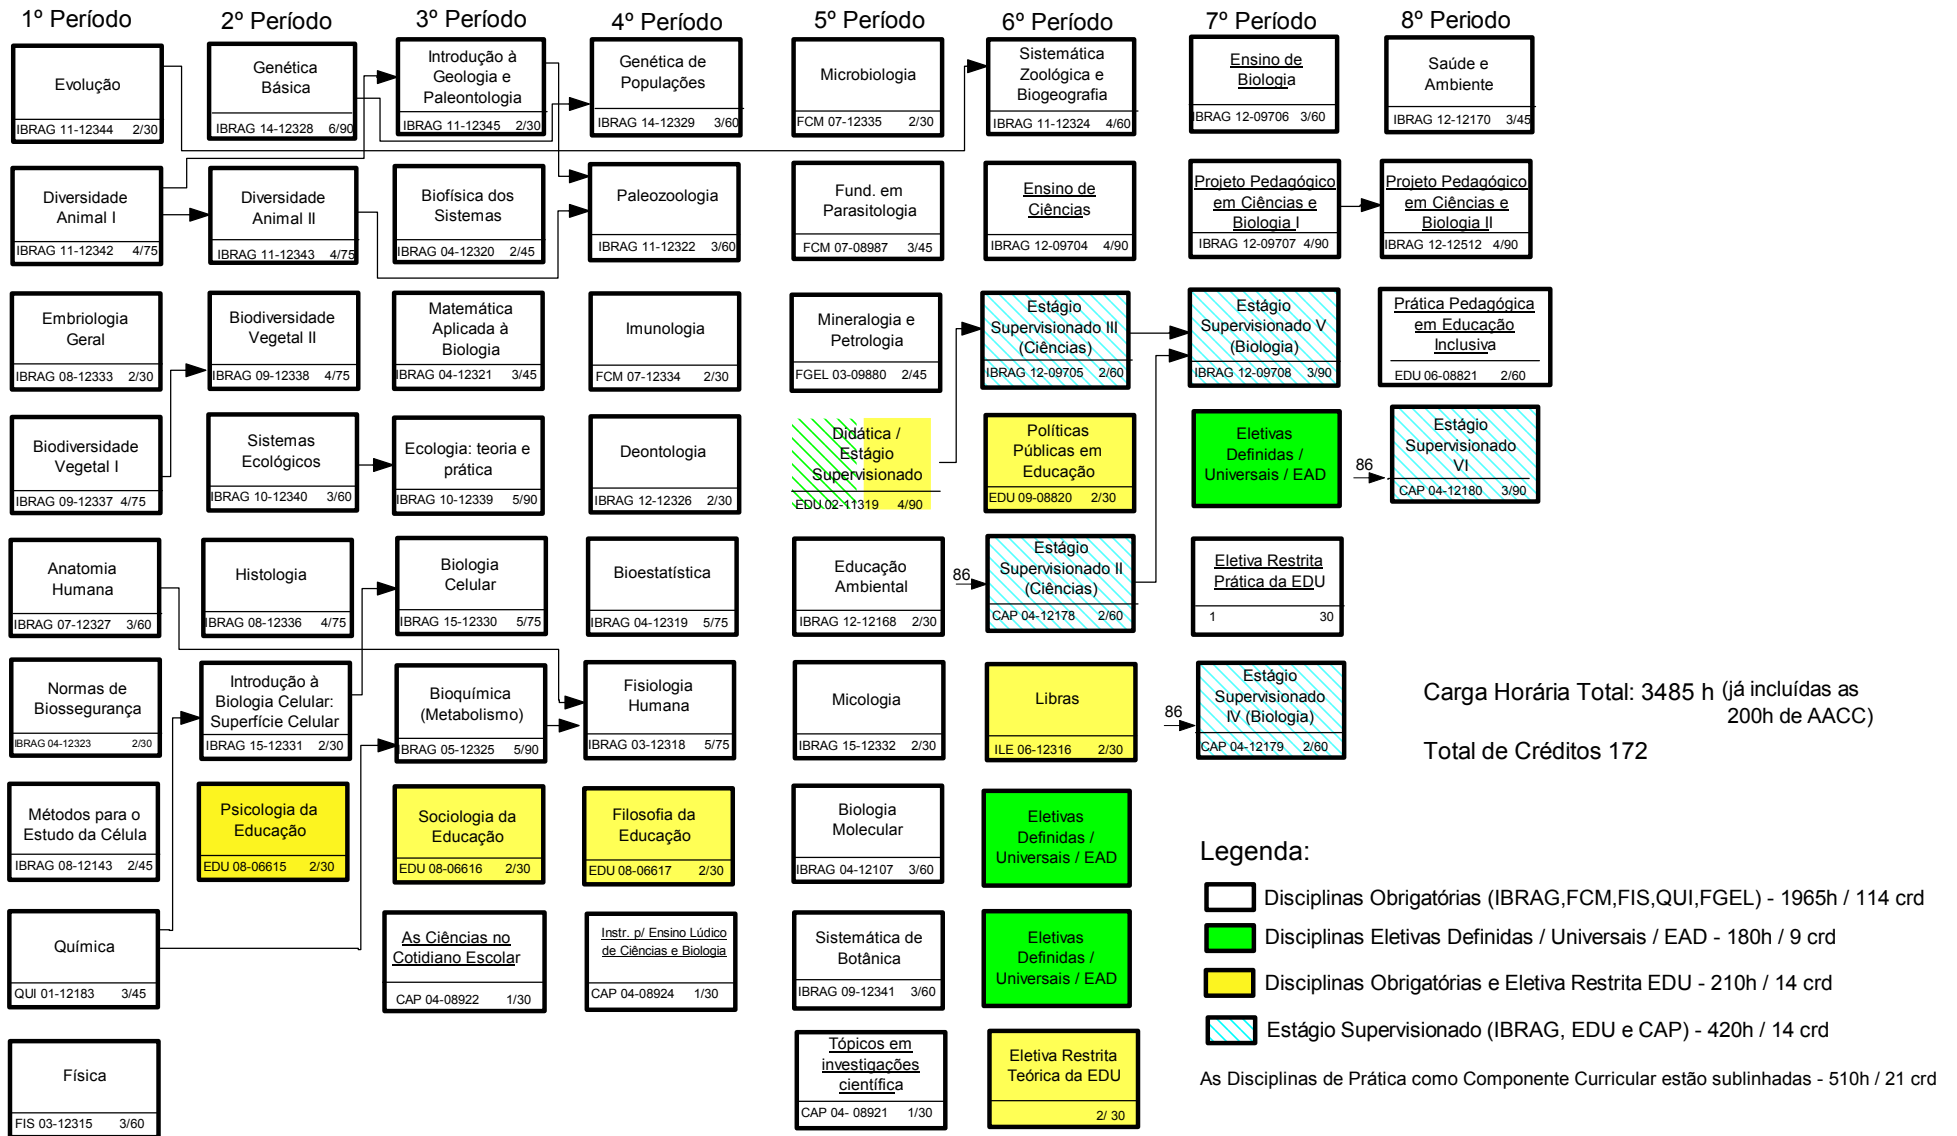 1º Período
Evolução
IBRAG 11-12344 2/30
Diversidade
Animal I
IBRAG 11-12342 4/75
Embriologia
Geral
IBRAG 08-12333 2/30
Biodiversidade
Vegetal I
IBRAG 09-12337 4/75
Anatomia
Humana
IBRAG 07-12327 3/60
Normas de
Biossegurança
IBRAG 04-12323 2/30
Métodos para o
Estudo da Célula
IBRAG 08-12143 2/45
Química
QUI 01-12183 3/45
Física
FIS 03-12315 3/60
2º Período
Genética
Básica
IBRAG 14-12328 6/90
Diversidade
Animal II
IBRAG 11-12343 4/75
Biodiversidade
Vegetal II
IBRAG 09-12338 4/75
Sistemas
Ecológicos
IBRAG 10-12340 3/60
Histologia
IBRAG 08-12336 4/75
Introdução à
Biologia Celular:
Superfície Celular
IBRAG 15-12331 2/30
Psicologia da
Educação
EDU 08-06615 2/30
3º Período
Introdução à
Geologia e
Paleontologia
IBRAG 11-12345 2/30
Biofísica dos
Sistemas
IBRAG 04-12320 2/45
Matemática
Aplicada à
Biologia
IBRAG 04-12321 3/45
Ecologia: teoria e
prática
IBRAG 10-12339 5/90
Biologia
Celular
IBRAG 15-12330 5/75
Bioquímica
(Metabolismo)
BRAG 05-12325 5/90
Sociologia da
Educação
EDU 08-06616 2/30
As Ciências no
Cotidiano Escolar
CAP 04-08922 1/30
4º Período
Genética de
Populações
IBRAG 14-12329 3/60
Paleozoologia
IBRAG 11-12322 3/60
Imunologia
FCM 07-12334 2/30
Deontologia
IBRAG 12-12326 2/30
Bioestatística
IBRAG 04-12319 5/75
Fisiologia
Humana
IBRAG 03-12318 5/75
Filosofia da
Educação
EDU 08-06617 2/30
Instr. p/ Ensino Lúdico
de Ciências e Biologia
CAP 04-08924 1/30
5º Período
Microbiologia
FCM 07-12335 2/30
Fund. em
Parasitologia
FCM 07-08987 3/45
Mineralogia e
Petrologia
FGEL 03-09880 2/45
Didática /
Estágio
Supervisionado
EDU 02-11319 4/90
Educação
Ambiental
IBRAG 12-12168 2/30
Micologia
IBRAG 15-12332 2/30
Biologia
Molecular
IBRAG 04-12107 3/60
Sistemática de
Botânica
IBRAG 09-12341 3/60
Tópicos em
investigações
científica
CAP 04- 08921 1/30
6º Período
Sistemática
Zoológica e
Biogeografia
IBRAG 11-12324 4/60
Ensino de
Ciências
IBRAG 12-09704 4/90
Estágio
Supervisionado III
(Ciências)
IBRAG 12-09705 2/60
Políticas
Públicas em
Educação
EDU 09-08820 2/30
86
Estágio
Supervisionado II
(Ciências)
CAP 04-12178 2/60
Libras
ILE 06-12316 2/30
Eletivas
Definidas /
Universais / EAD
Eletivas
Definidas /
Universais / EAD
Eletiva Restrita
Teórica da EDU
2/ 30
7º Período
Ensino de
Biologia
IBRAG 12-09706 3/60
Projeto Pedagógico
em Ciências e
Biologia I
IBRAG 12-09707 4/90
Estágio
Supervisionado V
(Biologia)
IBRAG 12-09708 3/90
Eletivas
Definidas /
Universais / EAD
Eletiva Restrita
Prática da EDU
1 30
86
Estágio
Supervisionado
IV (Biologia)
CAP 04-12179 2/60
8º Periodo
Saúde e
Ambiente
IBRAG 12-12170 3/45
Projeto Pedagógico
em Ciências e
Biologia II
IBRAG 12-12512 4/90
Prática Pedagógica
em Educação
Inclusiva
EDU 06-08821 2/60
86
Estágio
Supervisionado
VI
CAP 04-12180 3/90
Carga Horária Total: 3485 h (já incluídas as
200h de AACC)
Total de Créditos 172
Legenda:
Disciplinas Obrigatórias (IBRAG,FCM,FIS,QUI,FGEL) - 1965h / 114 crd
Disciplinas Eletivas Definidas / Universais / EAD - 180h / 9 crd
Disciplinas Obrigatórias e Eletiva Restrita EDU - 210h / 14 crd
Estágio Supervisionado (IBRAG, EDU e CAP) - 420h / 14 crd
As Disciplinas de Prática como Componente Curricular estão sublinhadas - 510h / 21 crd